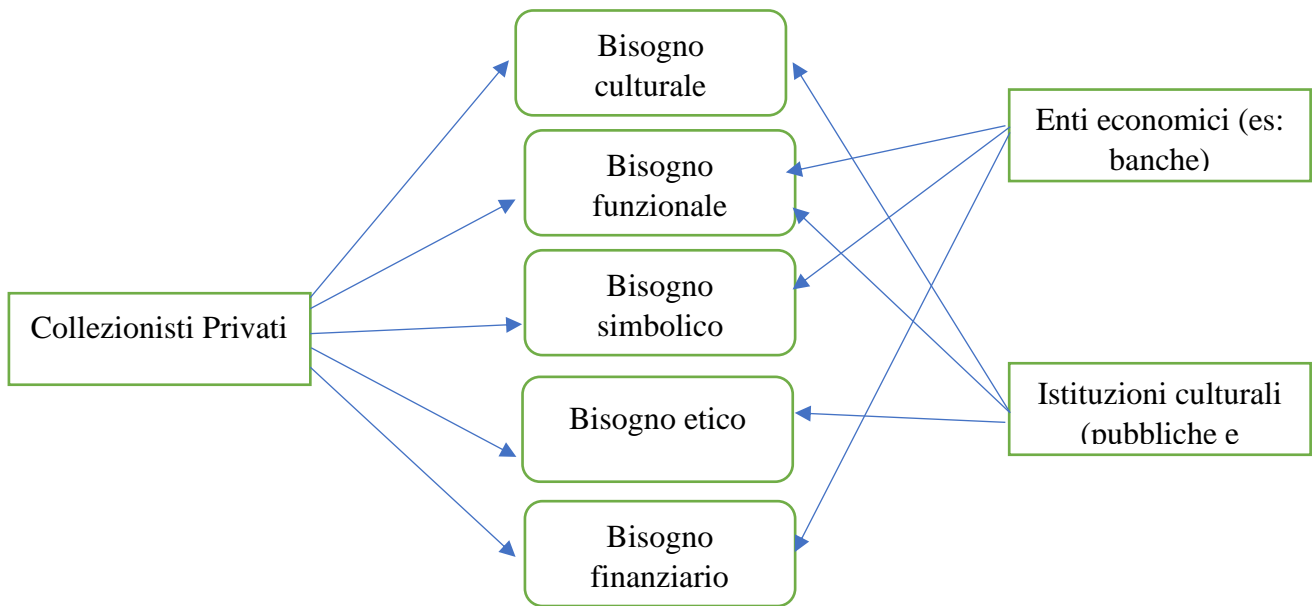 Bisogno
culturale
Enti economici (es:
banche)
Bisogno
funzionale
Bisogno
simbolico
Collezionisti Privati
Istituzioni culturali
(pubbliche e
Bisogno etico
Bisogno
finanziario